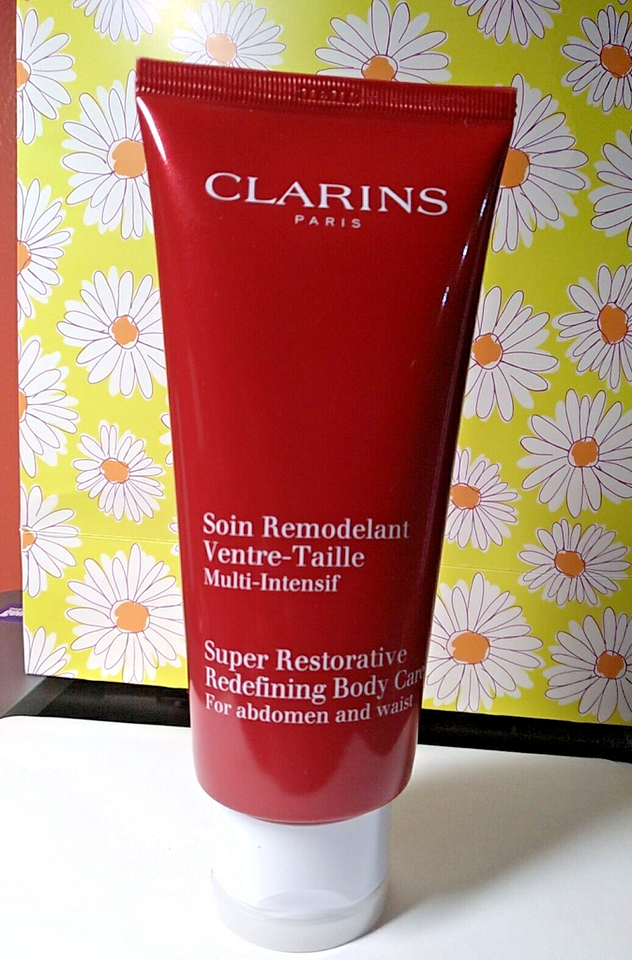 CLARINS
PARIS
Soin Remodelant
Ventre-Taille
Multi-Intensif
Super Restorative
Redefining Body Care
For abdomen and waist